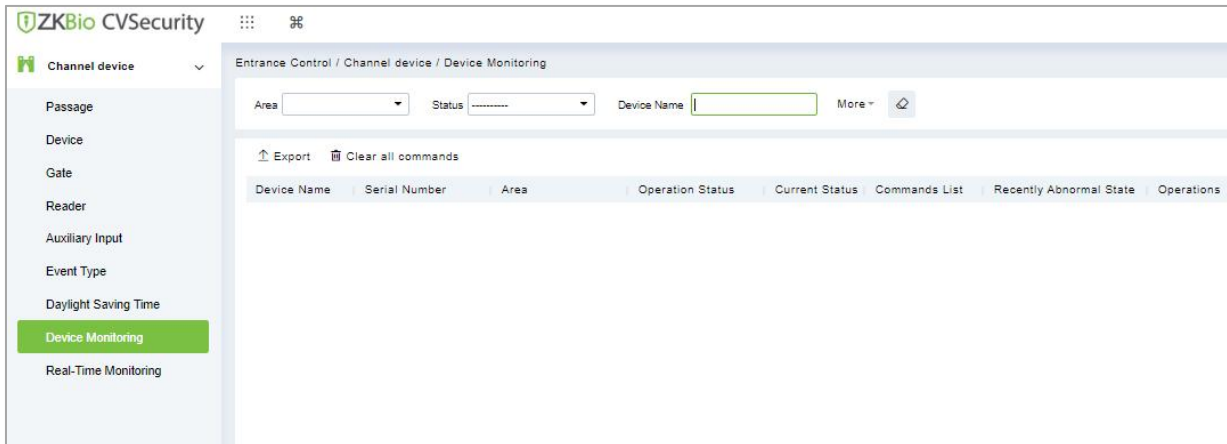 ZKBio CVSecurity
Channel device
Passage
Device
Gate
Reader
Auxiliary Input
Event Type
Daylight Saving Time
Device Monitoring
Real-Time Monitoring
Entrance Control / Channel device / Device Monitoring
Area Status ---------- Device Name More
Export Clear all commands
Device Name Serial Number Area Operation Status Current Status Commands List Recently Abnormal State Operations